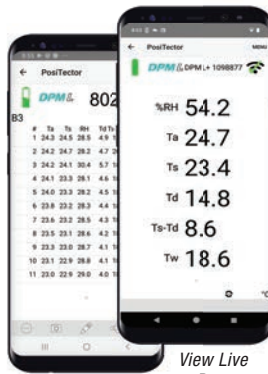 PosiTector
DPM L 802
B3
# Ta Ts RH Td Ts
1 24.3 24.5 28.5 4.9
2 24.2 24.7 28.2 4.7
3 24.2 24.1 30.4 5.7
4 24.1 23.3 28.1 4.6
5 24.0 23.3 28.2 4.5
6 23.8 23.2 28.3 4.4
7 23.6 23.2 28.5 4.3
8 23.5 23.1 28.6 4.2
9 23.3 23.0 28.7 4.1
10 23.1 22.9 28.8 4.1
11 23.0 22.9 29.0 4.0
PosiTector MENU
DPM L DPM L+ 1098877
%RH 54.2
Ta 24.7
Ts 23.4
Td 14.8
Ts-Td 8.6
Tw 18.6
°C
View Live